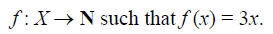 f : X → N such that f (x) = 3x.